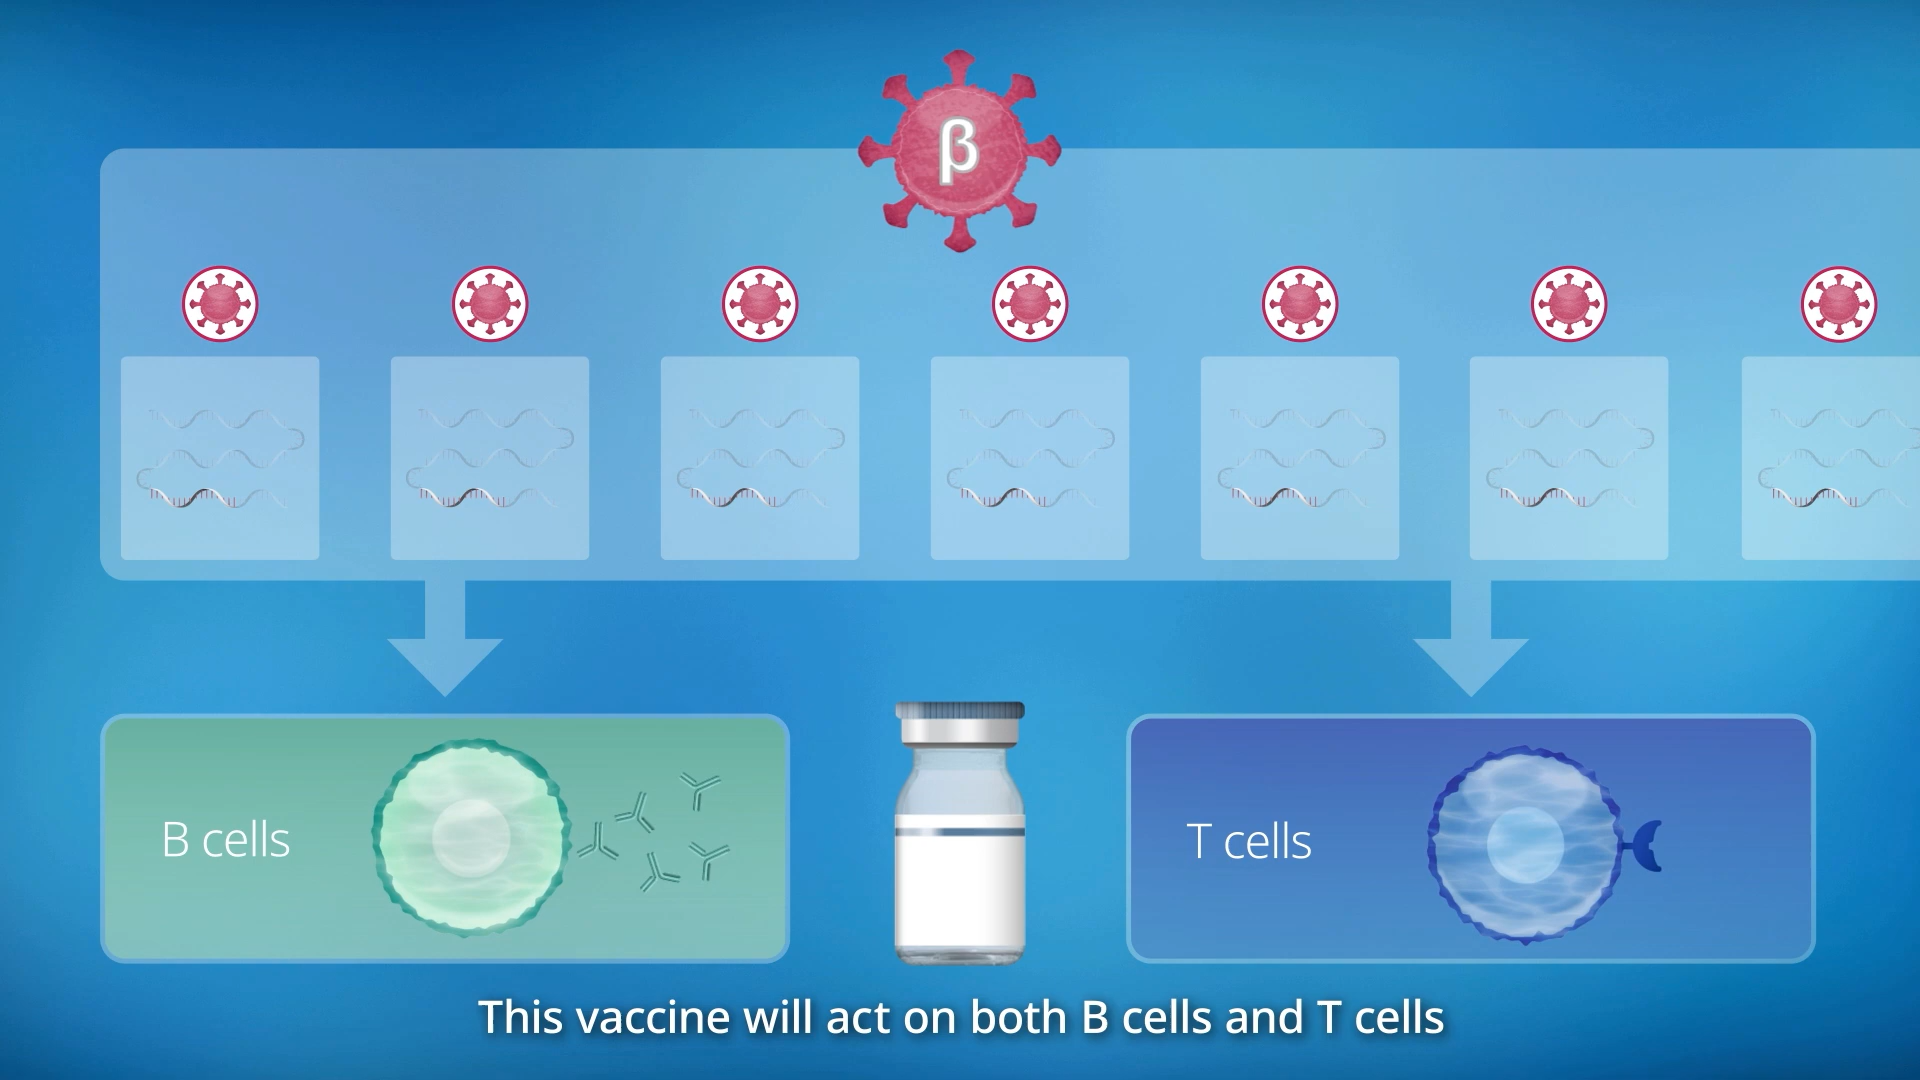 β
B cells
T cells
This vaccine will act on both B cells and T cells